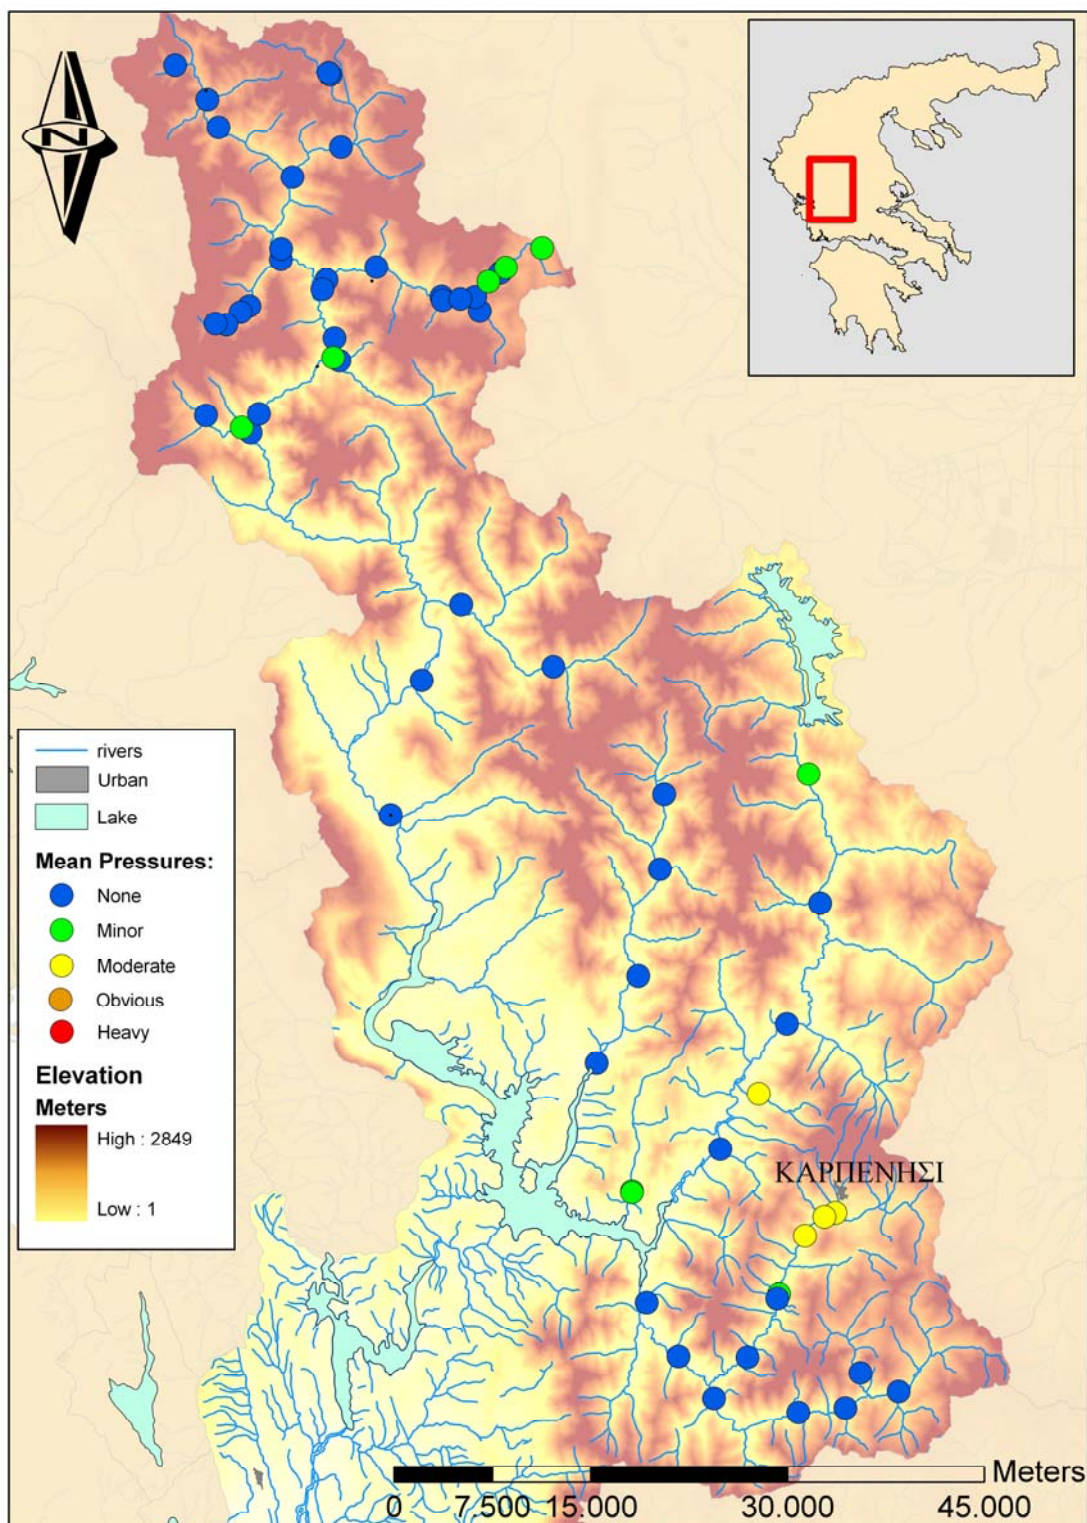 N
rivers
Urban
Lake
Mean Pressures:
None
Minor
Moderate
Obvious
Heavy
Elevation
Meters
High : 2849
Low : 1
ΚΑΡΠΕΝΗΣΙ
Meters
0 7.500 15.000 30.000 45.000